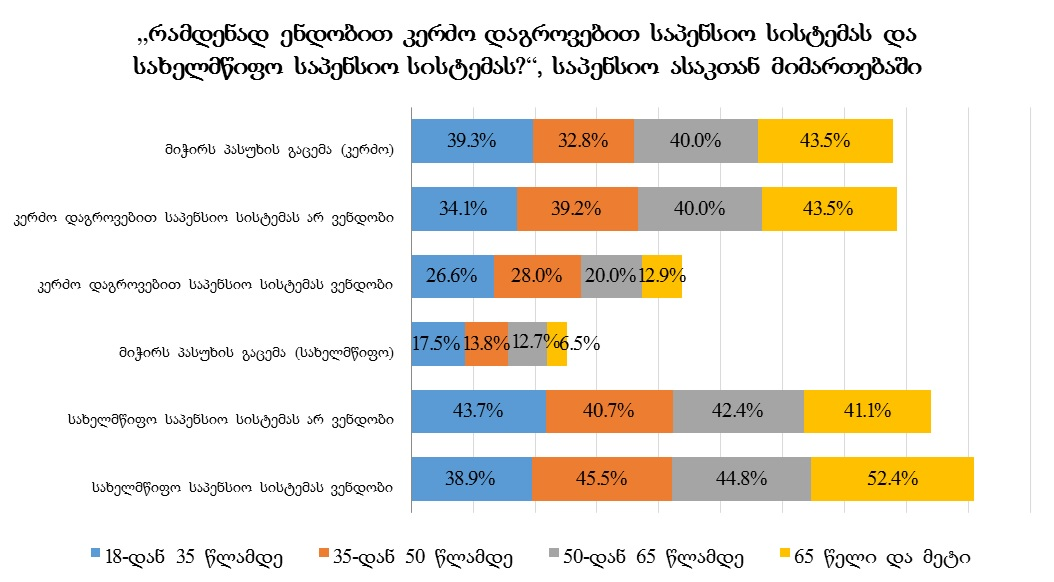 „რამდენად ენდობით კერძო დაგროვებით საპენსიო სისტემას და
სახელმწიფო საპენსიო სისტემას?“, საპენსიო ასაკთან მიმართებაში
მიჭირს პასუხის გაცემა (კერძო) 39.3% 32.8% 40.0% 43.5%
კერძო დაგროვებით საპენსიო სისტემას არ ვენდობი 34.1% 39.2% 40.0% 43.5%
კერძო დაგროვებით საპენსიო სისტემას ვენდობი 26.6% 28.0% 20.0% 12.9%
მიჭირს პასუხის გაცემა (სახელმწიფო) 17.5% 13.8% 12.7% 6.5%
სახელმწიფო საპენსიო სისტემას არ ვენდობი 43.7% 40.7% 42.4% 41.1%
სახელმწიფო საპენსიო სისტემას ვენდობი 38.9% 45.5% 44.8% 52.4%
18-დან 35 წლამდე 35-დან 50 წლამდე 50-დან 65 წლამდე 65 წელი და მეტი